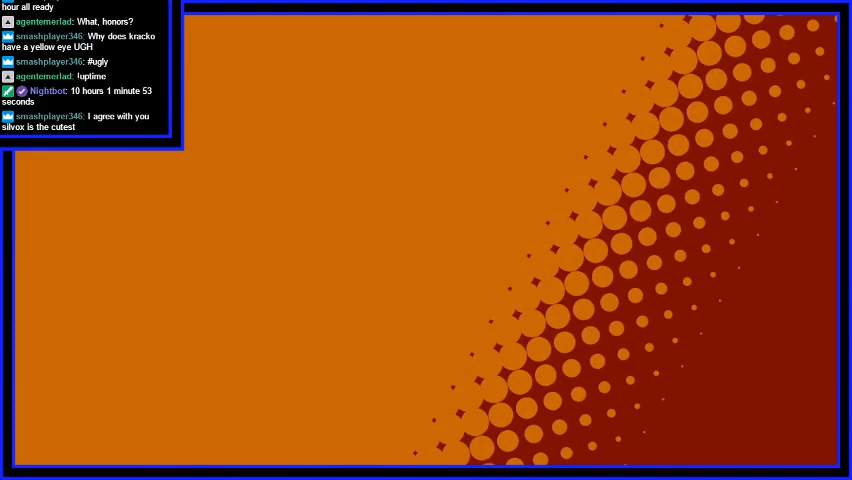 hour all ready
agentemerlad: What, honors?
smashplayer346: Why does kracko
have a yellow eye UGH
smashplayer346: #ugly
agentemerlad: !uptime
Nightbot: 10 hours 1 minute 53
seconds
smashplayer346: I agree with you
silvox is the cutest